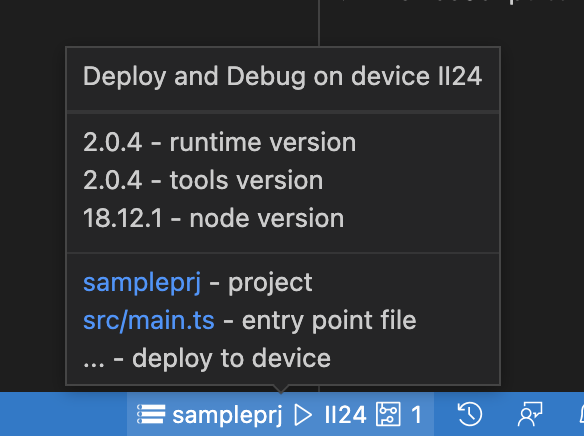 Deploy and Debug on device II24
2.0.4 - runtime version
2.0.4 - tools version
18.12.1 - node version
sampleprj - project
src/main.ts - entry point file
... - deploy to device
sampleprj II24 1